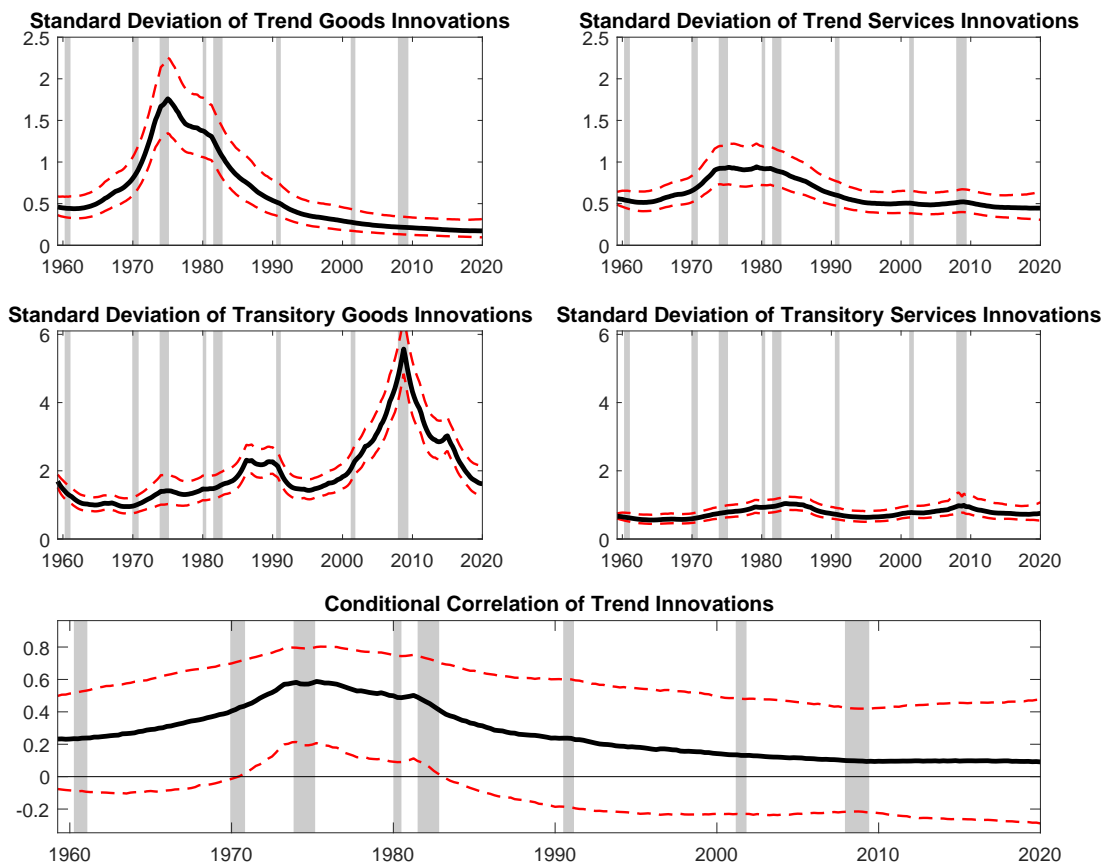 Standard Deviation of Trend Goods Innovations
2.5
2
1.5
1
0.5
0
1960 1970 1980 1990 2000 2010 2020
Standard Deviation of Trend Services Innovations
2.5
2
1.5
1
0.5
0
1960 1970 1980 1990 2000 2010 2020
Standard Deviation of Transitory Goods Innovations
6
4
2
0
1960 1970 1980 1990 2000 2010 2020
Standard Deviation of Transitory Services Innovations
6
4
2
0
1960 1970 1980 1990 2000 2010 2020
Conditional Correlation of Trend Innovations
0.8
0.6
0.4
0.2
0
-0.2
1960 1970 1980 1990 2000 2010 2020